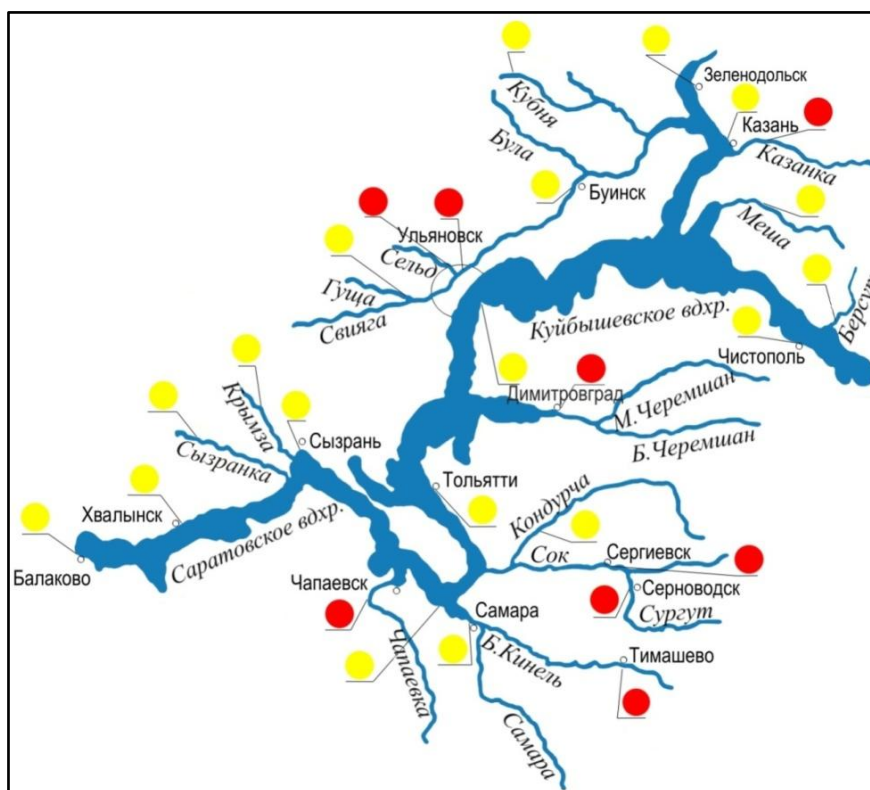 Зеленодольск
Кубня
Казань
Була
Казанка
Буинск
Меша
Ульяновск
Сельд
Гуща
Свияга
Куйбышевское вдхр.
Берсут
Чистополь
Димитровград
М.Черемшан
Крымза
Сызрань
Б.Черемшан
Сызранка
Тольятти
Хвалынск
Кондурча
Саратовское вдхр.
Сок
Сергиевск
Балаково
Чапаевск
Серноводск
Самара
Сургут
Б.Кинель
Тимашево
Чапаевка
Самара